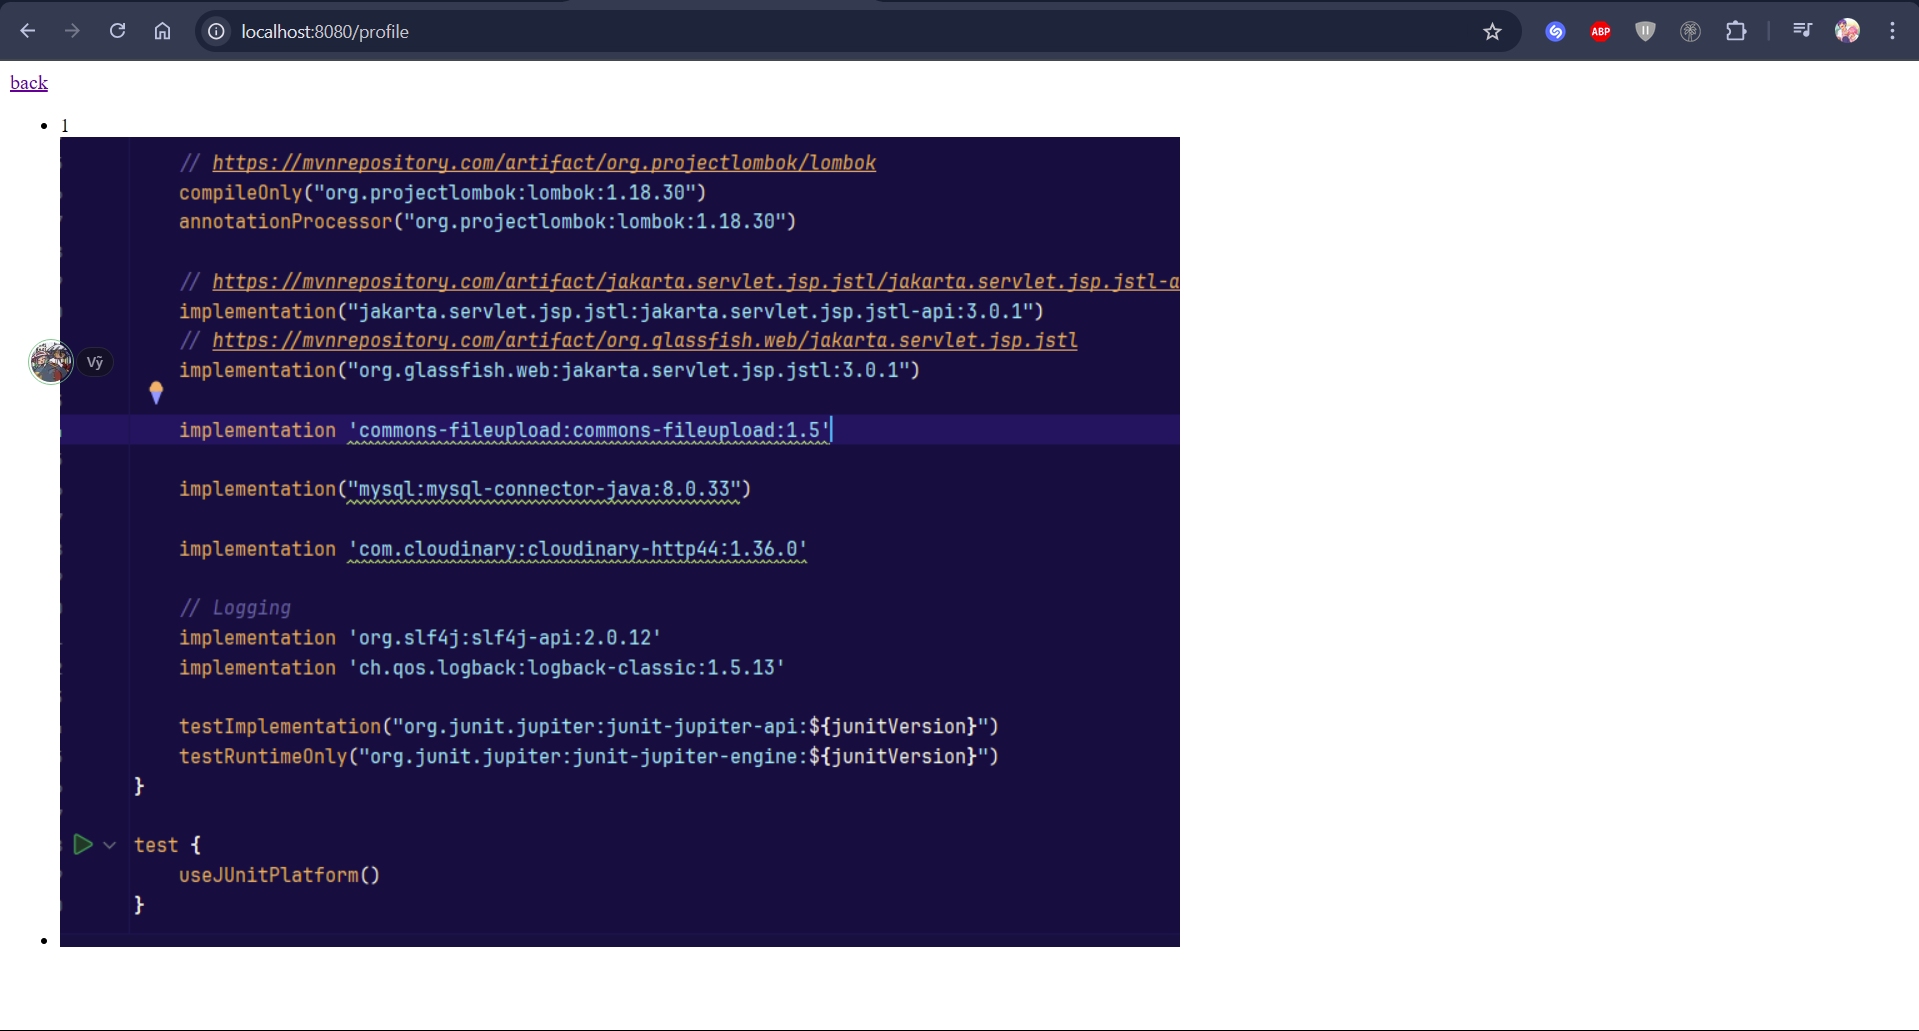 localhost:8080/profile
ABP
back
1
// https://mvnrepository.com/artifact/org.projectlombok/lombok
compileOnly("org.projectlombok:lombok:1.18.30")
annotationProcessor("org.projectlombok:lombok:1.18.30")
// https://mvnrepository.com/artifact/jakarta.servlet.jsp.jstl/jakarta.servlet.jsp.jstl-a
implementation("jakarta.servlet.jsp.jstl:jakarta.servlet.jsp.jstl-api:3.0.1")
// https://mvnrepository.com/artifact/org.glassfish.web/jakarta.servlet.jsp.jstl
Vỹ
implementation("org.glassfish.web:jakarta.servlet.jsp.jstl:3.0.1")
implementation 'commons-fileupload:commons-fileupload:1.5'
implementation("mysql:mysql-connector-java:8.0.33")
implementation 'com.cloudinary:cloudinary-http44:1.36.0'
// Logging
implementation 'org.slf4j:slf4j-api:2.0.12'
implementation 'ch.qos.logback:logback-classic:1.5.13'
testImplementation("org.junit.jupiter:junit-jupiter-api:${junitVersion}")
testRuntimeOnly("org.junit.jupiter:junit-jupiter-engine:${junitVersion}")
}
test {
useJUnitPlatform()
}